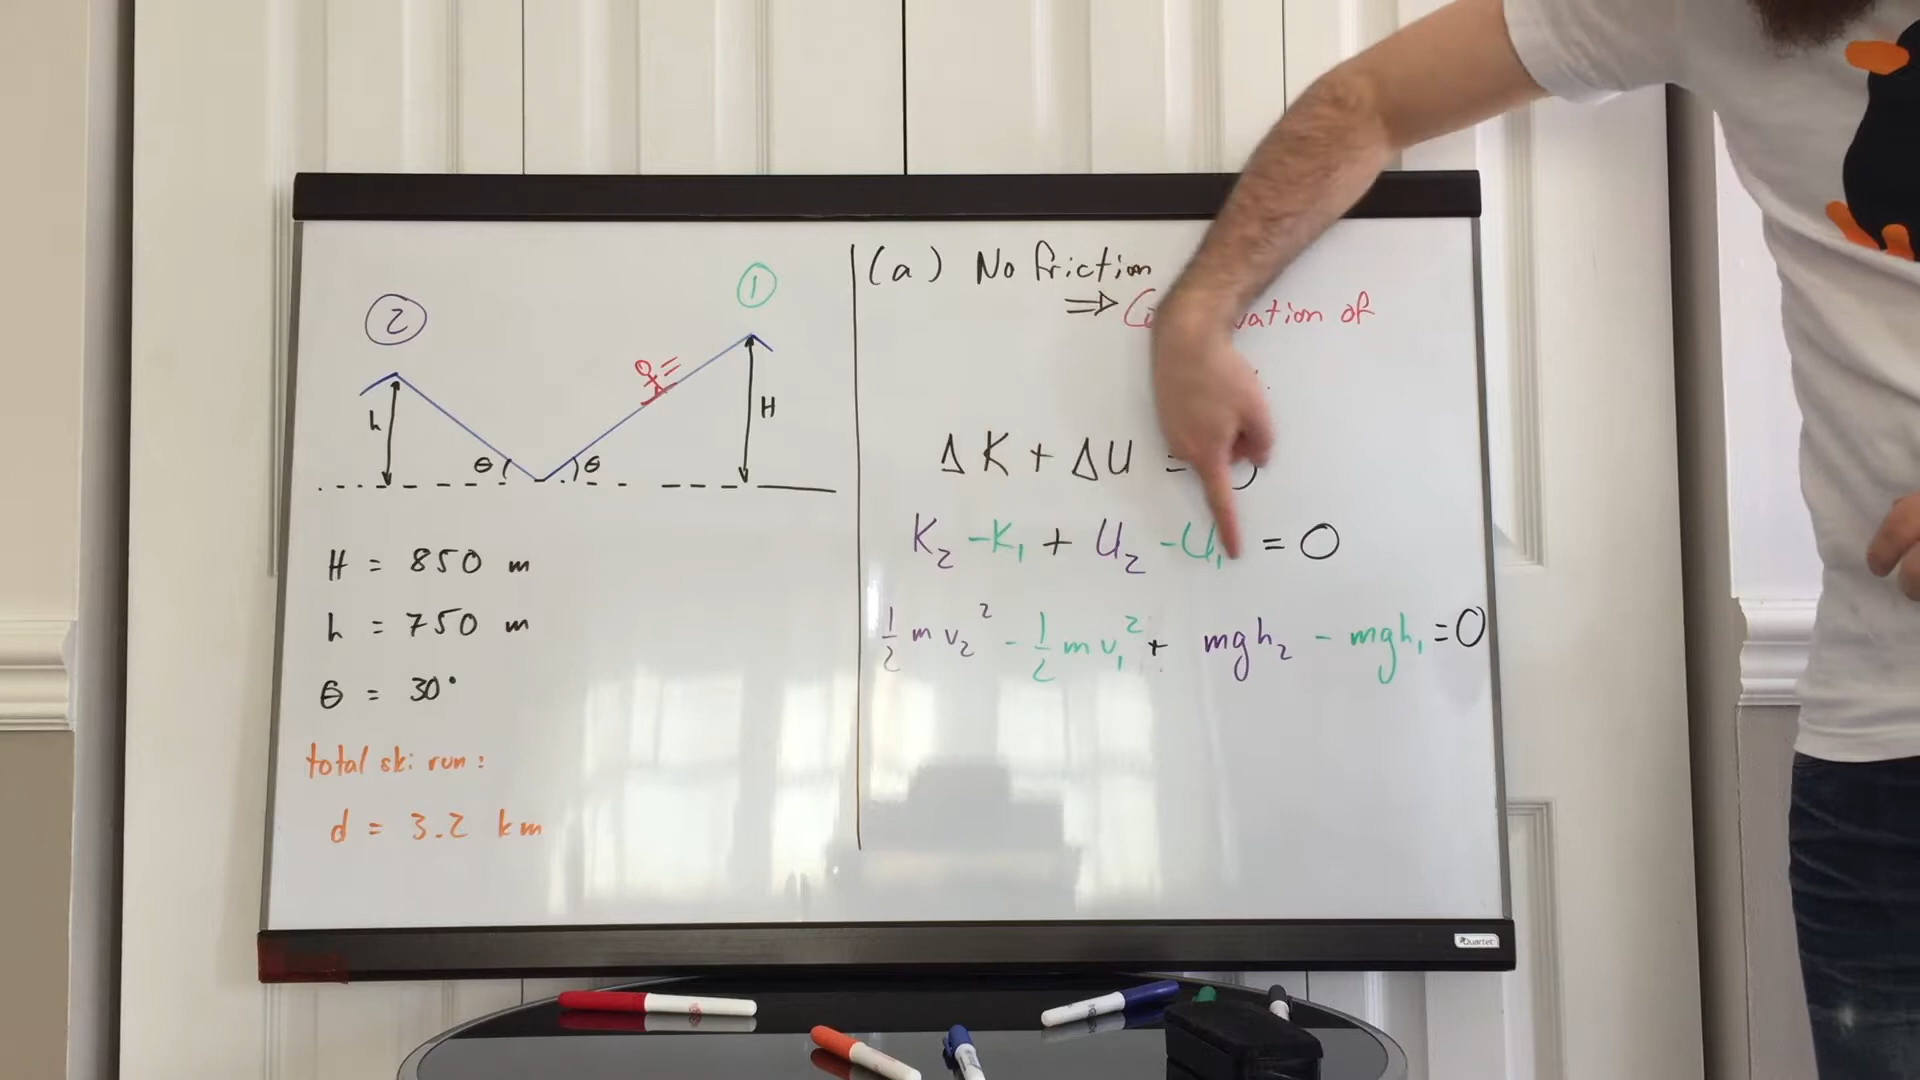 ②
①
h
H
θ
θ
H = 850 m
h = 750 m
θ = 30°
total ski run:
d = 3.2 km
(a) No friction
⇒ of
ΔK + ΔU =
K₂ - K₁ + U₂ - U₁ = 0
½ m v₂² - ½ m v₁² + mgh₂ - mgh₁ = 0
Quartet